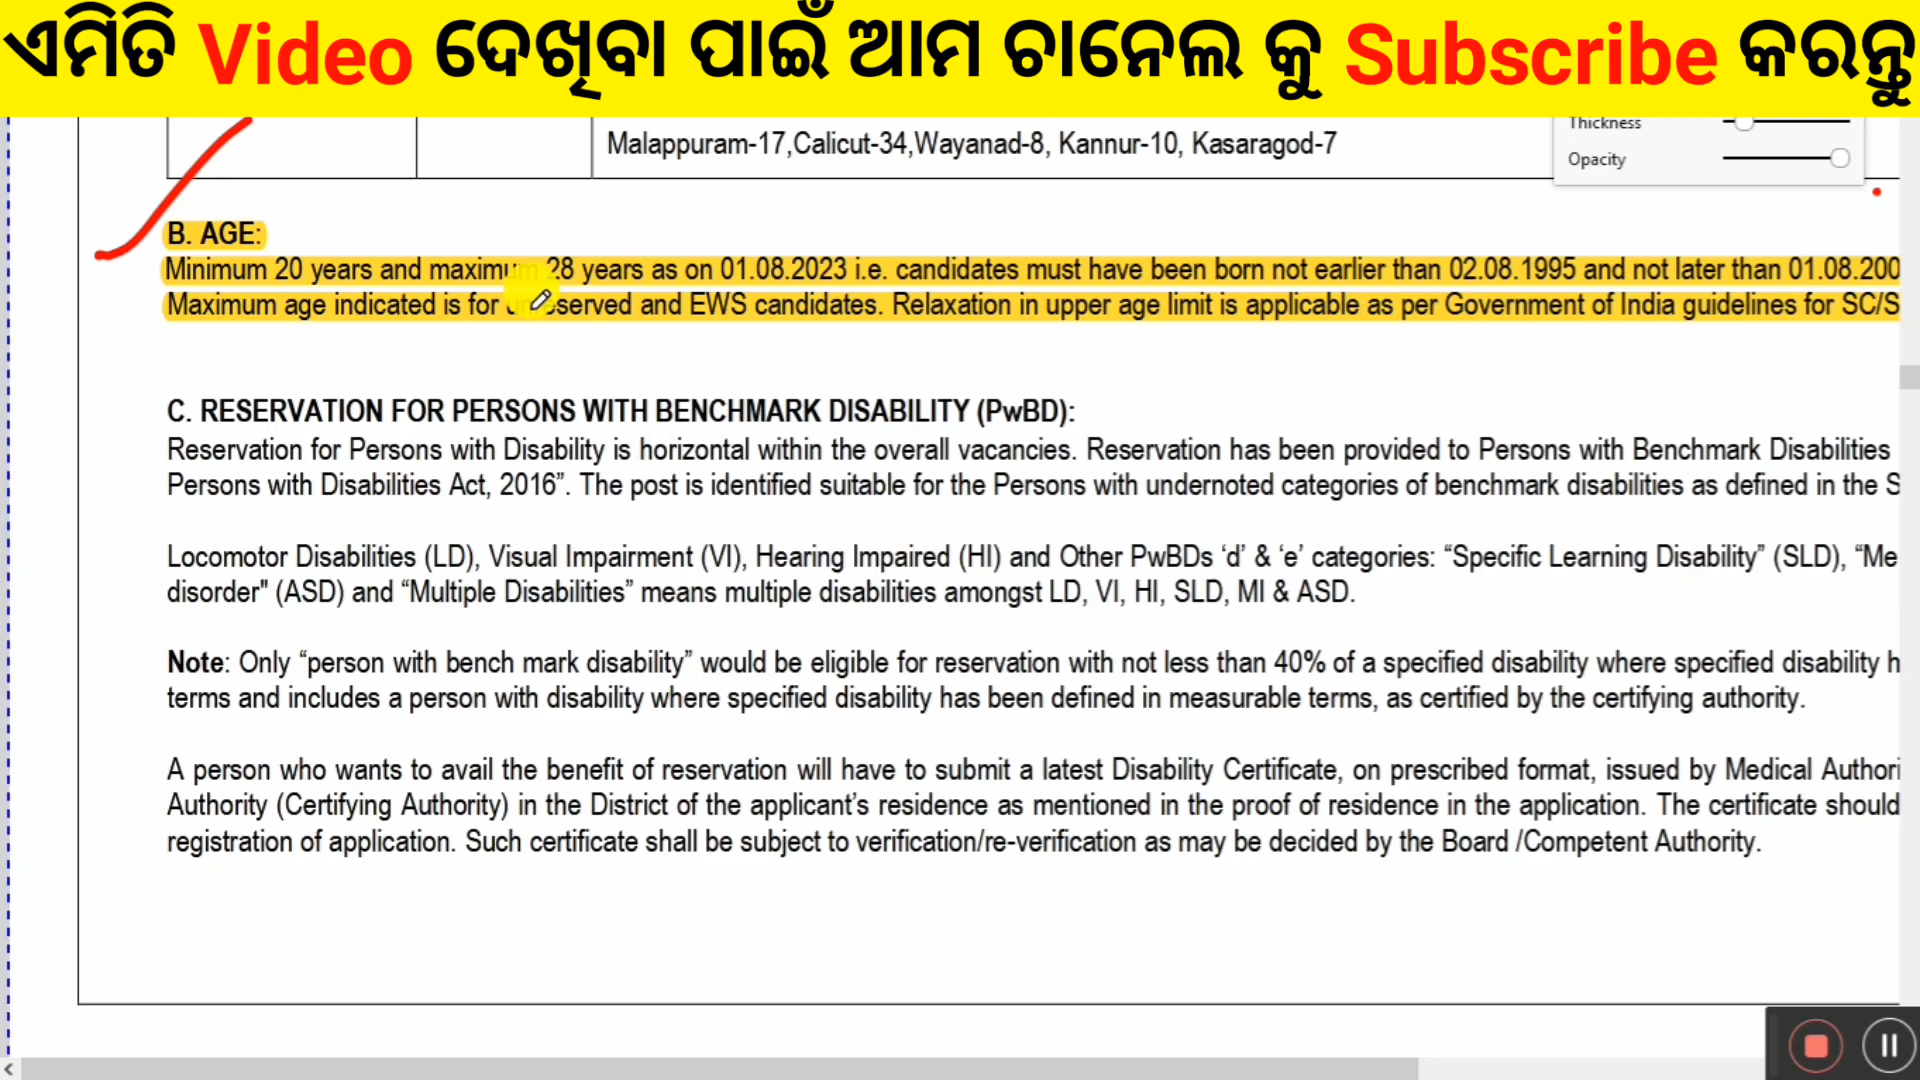 ଏମିତି Video ଦେଖିବା ପାଇଁ ଆମ ଚାନେଲ କୁ Subscribe କରନ୍ତୁ
Malappuram-17,Calicut-34,Wayanad-8, Kannur-10, Kasaragod-7
Thickness
Opacity
B. AGE:
Minimum 20 years and maximum 28 years as on 01.08.2023 i.e. candidates must have been born not earlier than 02.08.1995 and not later than 01.08.200
Maximum age indicated is for unreserved and EWS candidates. Relaxation in upper age limit is applicable as per Government of India guidelines for SC/S
C. RESERVATION FOR PERSONS WITH BENCHMARK DISABILITY (PwBD):
Reservation for Persons with Disability is horizontal within the overall vacancies. Reservation has been provided to Persons with Benchmark Disabilities
Persons with Disabilities Act, 2016”. The post is identified suitable for the Persons with undernoted categories of benchmark disabilities as defined in the S
Locomotor Disabilities (LD), Visual Impairment (VI), Hearing Impaired (HI) and Other PwBDs ‘d’ & ‘e’ categories: “Specific Learning Disability” (SLD), “Me
disorder" (ASD) and “Multiple Disabilities” means multiple disabilities amongst LD, VI, HI, SLD, MI & ASD.
Note: Only “person with bench mark disability” would be eligible for reservation with not less than 40% of a specified disability where specified disability h
terms and includes a person with disability where specified disability has been defined in measurable terms, as certified by the certifying authority.
A person who wants to avail the benefit of reservation will have to submit a latest Disability Certificate, on prescribed format, issued by Medical Authori
Authority (Certifying Authority) in the District of the applicant’s residence as mentioned in the proof of residence in the application. The certificate should
registration of application. Such certificate shall be subject to verification/re-verification as may be decided by the Board /Competent Authority.